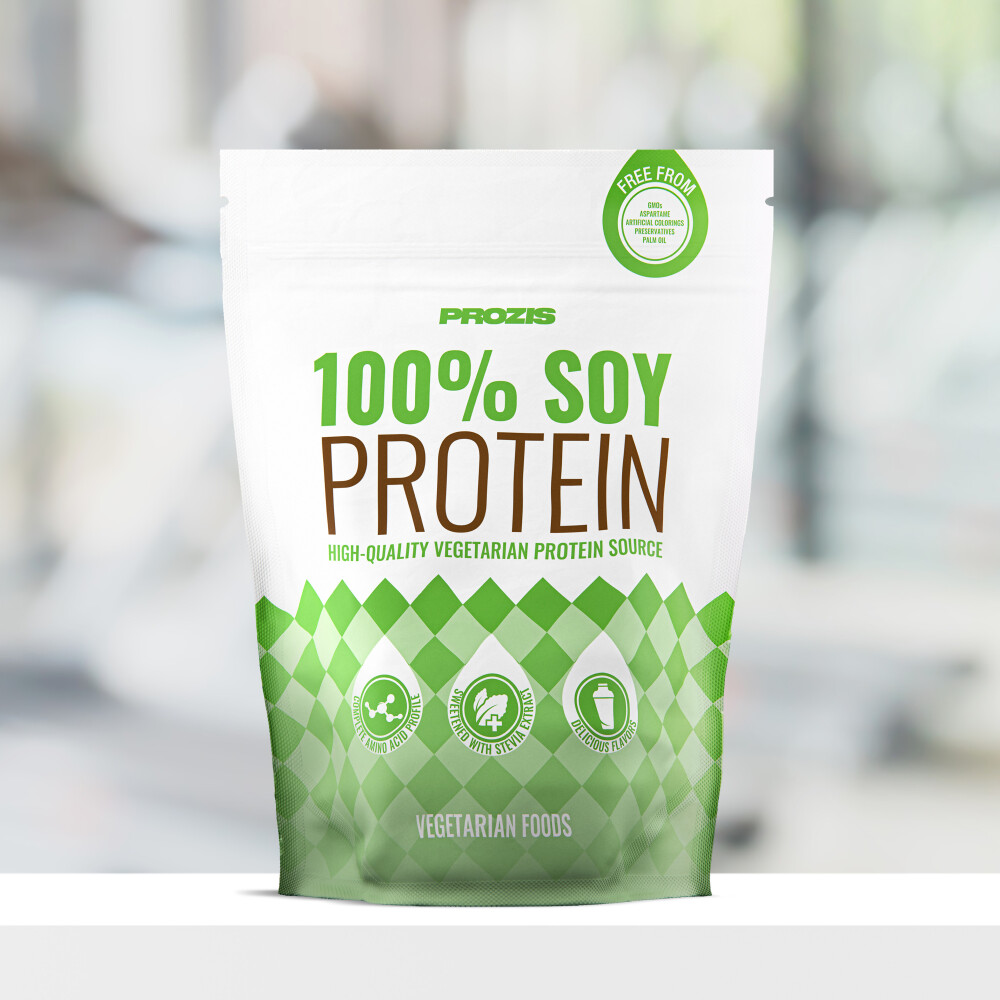 FREE FROM
GMOs
ASPARTAME
ARTIFICIAL COLORINGS
PRESERVATIVES
PALM OIL
PROZIS
100% SOY
PROTEIN
HIGH-QUALITY VEGETARIAN PROTEIN SOURCE
COMPLETE AMINO ACID PROFILE
SWEETENED WITH STEVIA EXTRACT
DELICIOUS FLAVORS
VEGETARIAN FOODS